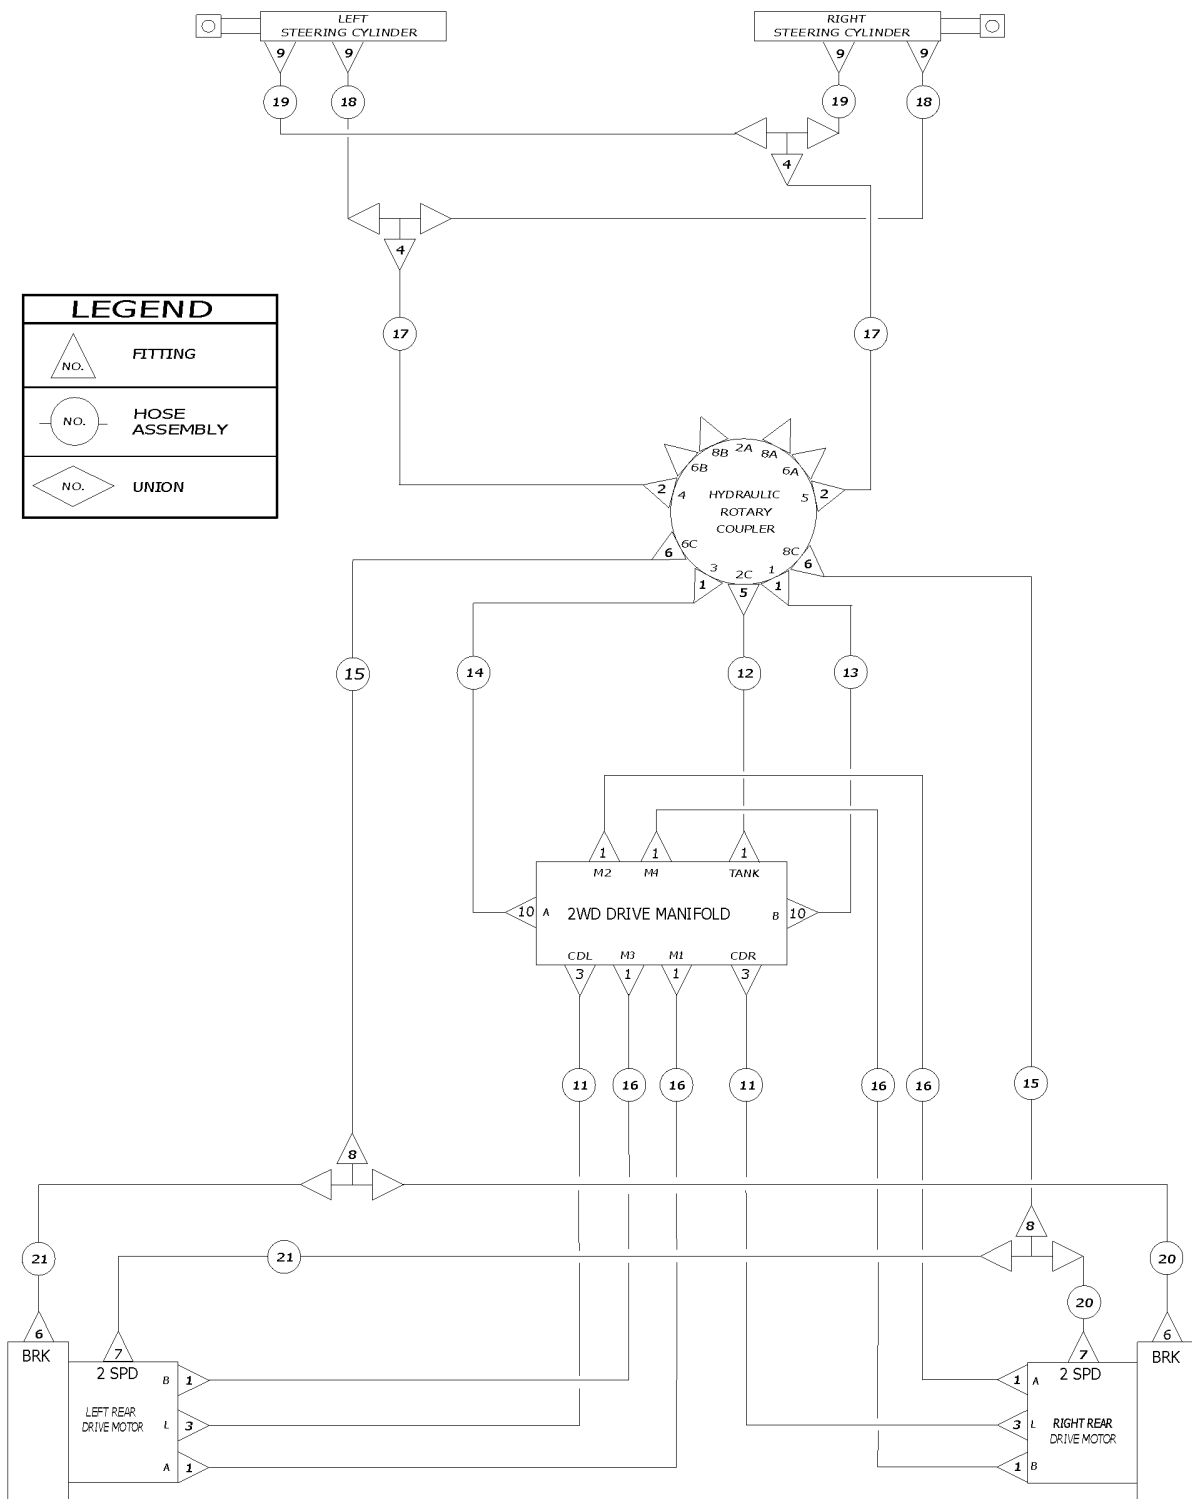 LEFT
STEERING CYLINDER
RIGHT
STEERING CYLINDER
9
9
9
9
19
18
19
18
4
4
LEGEND
NO.
FITTING
NO.
HOSE
ASSEMBLY
NO.
UNION
17
17
2A
8B
8A
6B
6A
2
4
5
2
HYDRAULIC
ROTARY
COUPLER
6C
8C
6
6
3
2C
1
1
5
1
15
14
12
13
1
1
1
M2
M4
TANK
10
A
2WD DRIVE MANIFOLD
B
10
CDL
M3
M1
CDR
3
1
1
3
11
16
16
11
16
16
15
8
8
21
21
20
20
6
7
7
6
BRK
2 SPD
2 SPD
BRK
B
1
1
A
LEFT REAR
DRIVE MOTOR
L
3
3
L
RIGHT REAR
DRIVE MOTOR
A
1
1
B